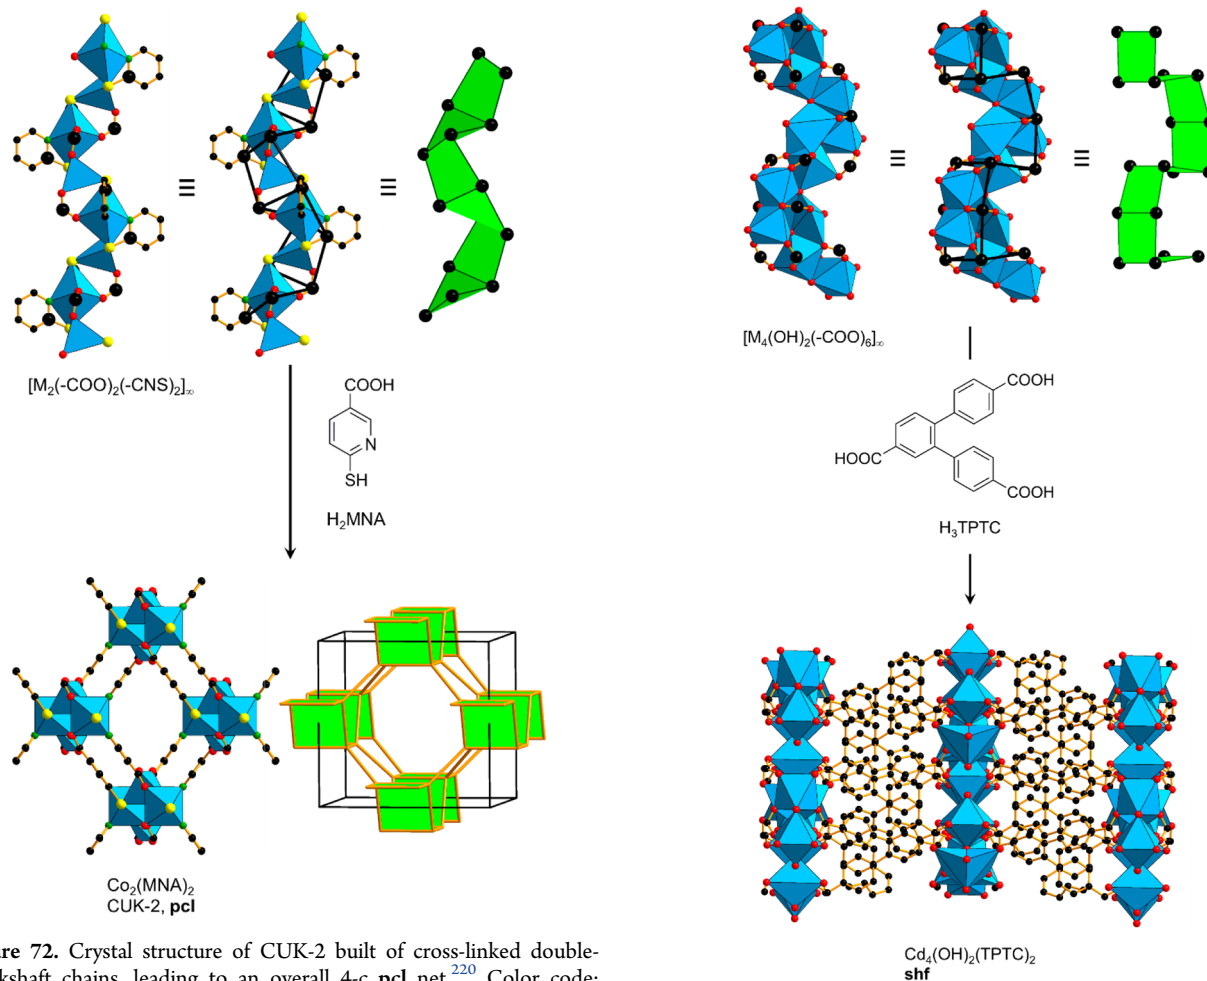 ≡
≡
[M₂(-COO)₂(-CNS)₂]∞
COOH
N
SH
H₂MNA
Co₂(MNA)₂
CUK-2, pcl
ure 72. Crystal structure of CUK-2 built of cross-linked double-
kshaft chains, leading to an overall 4-c pcl net.²²⁰ Color code:
≡
≡
[M₄(OH)₂(-COO)₆]∞
COOH
HOOC
COOH
H₃TPTC
Cd₄(OH)₂(TPTC)₂
shf